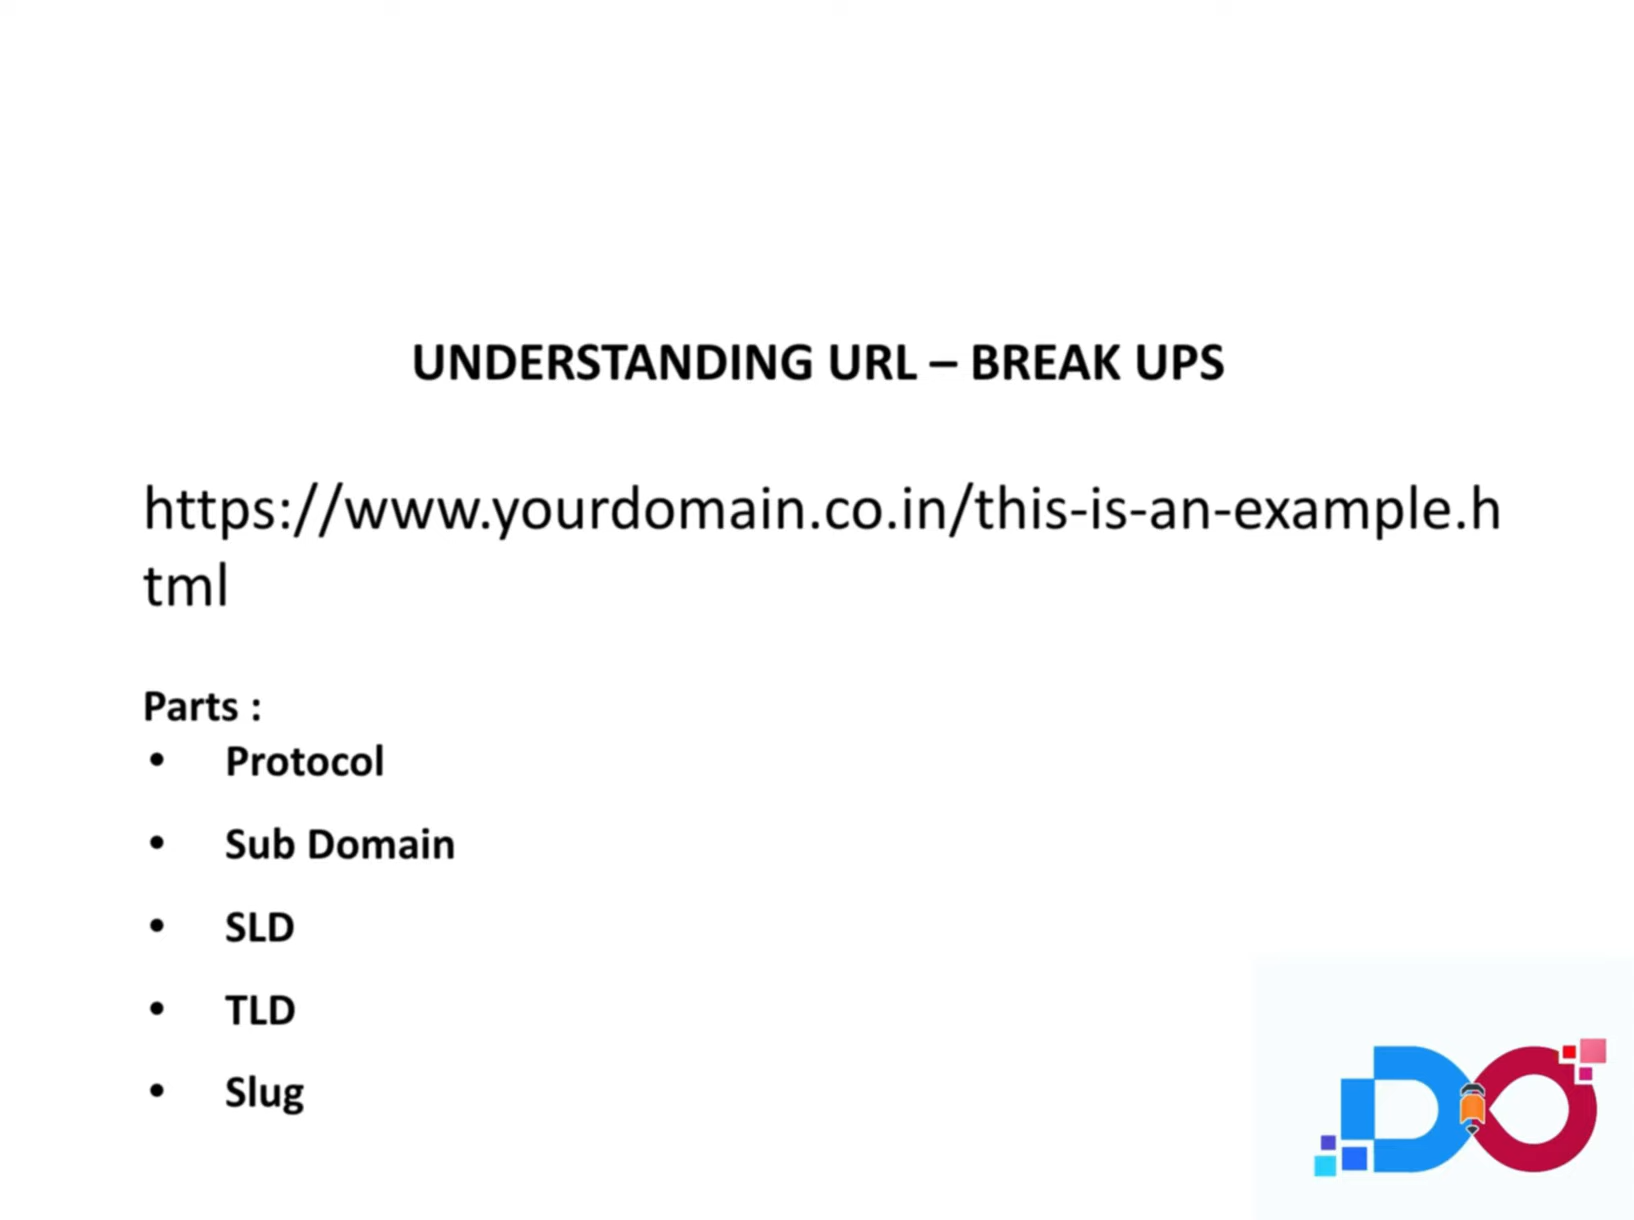 UNDERSTANDING URL – BREAK UPS
https://www.yourdomain.co.in/this-is-an-example.h
tml
Parts :
• Protocol
• Sub Domain
• SLD
• TLD
• Slug
DO